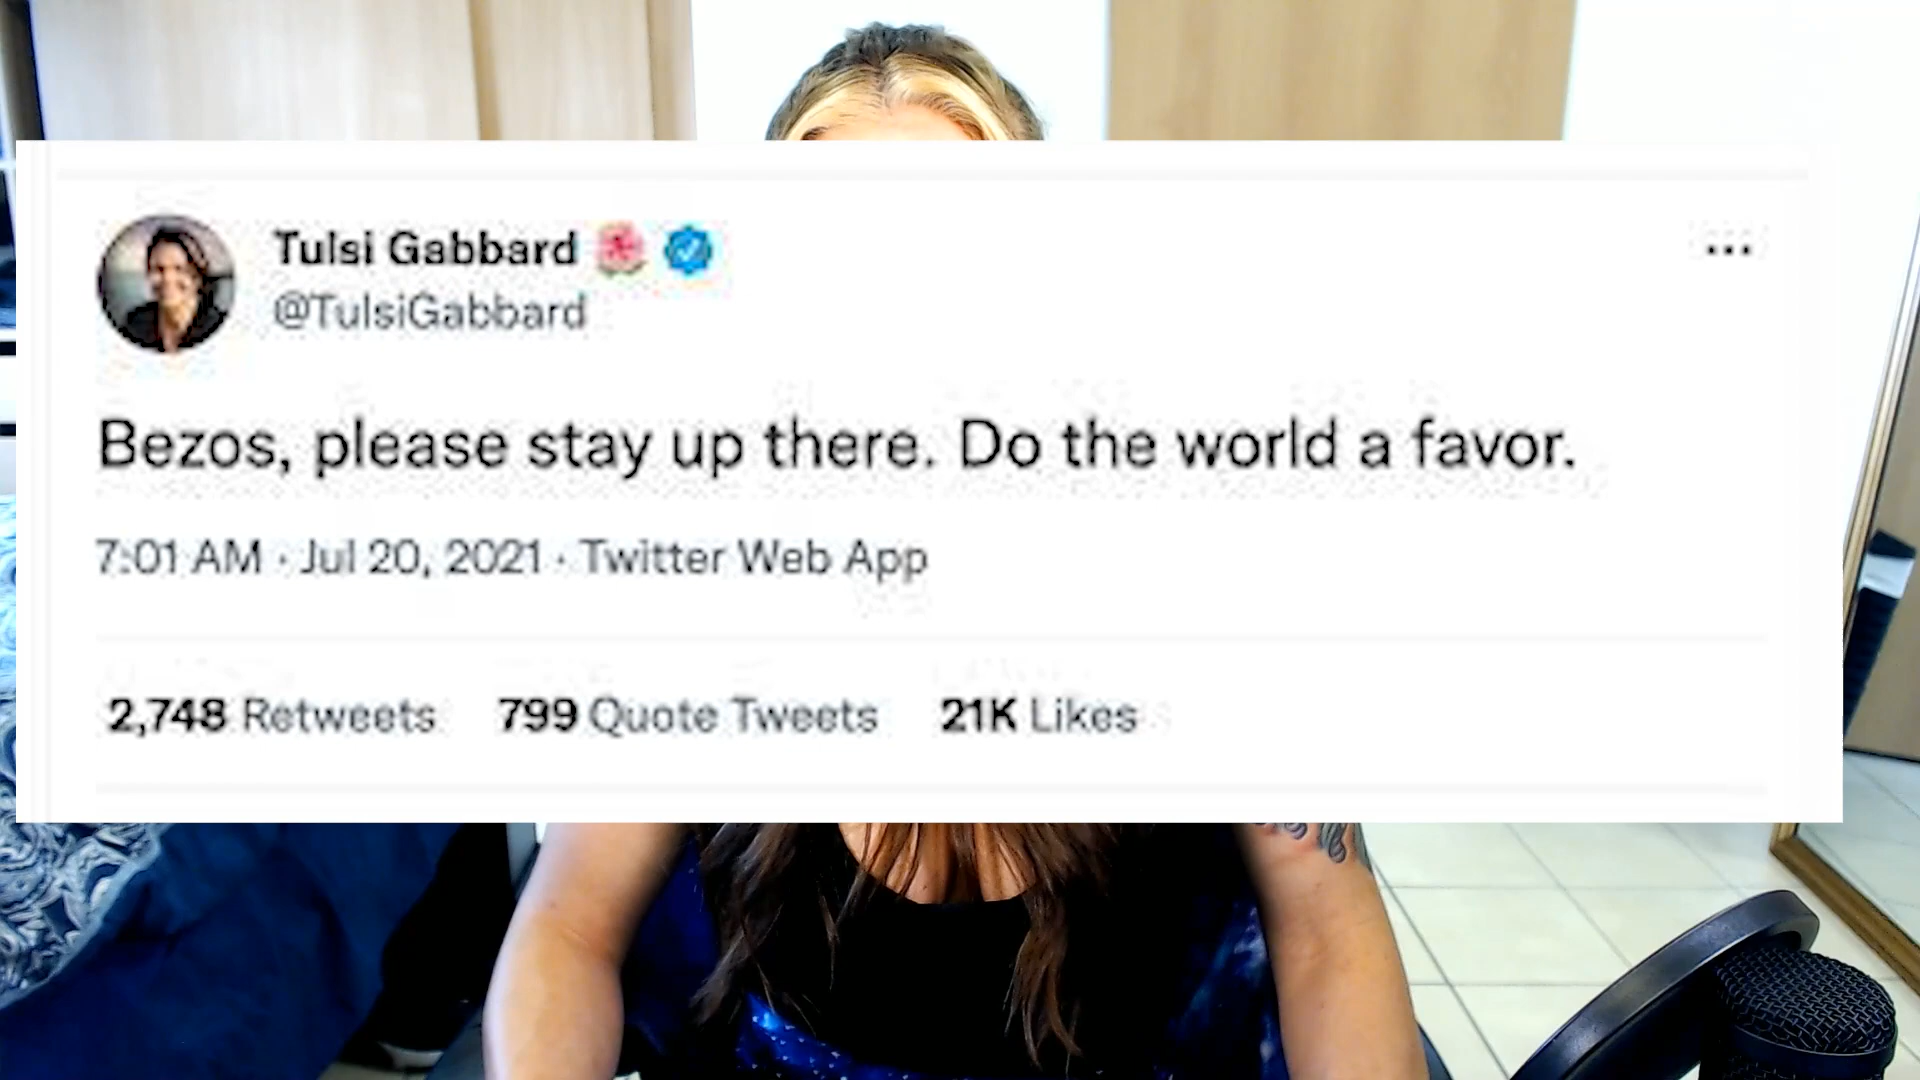 Tulsi Gabbard 🌺
@TulsiGabbard
Bezos, please stay up there. Do the world a favor.
7:01 AM · Jul 20, 2021 · Twitter Web App
2,748 Retweets 799 Quote Tweets 21K Likes